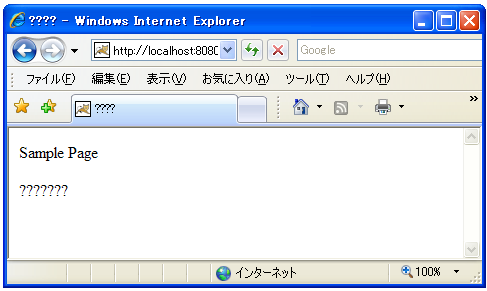 ???? - Windows Internet Explorer
http://localhost:8080
Google
ファイル(F) 編集(E) 表示(V) お気に入り(A) ツール(T) ヘルプ(H)
????
»
Sample Page
???????
インターネット
100%